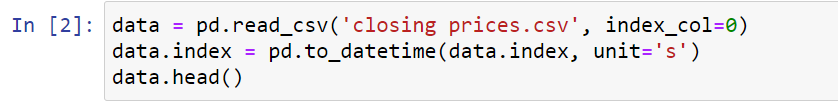 In [2]: data = pd.read_csv('closing prices.csv', index_col=0)
data.index = pd.to_datetime(data.index, unit='s')
data.head()